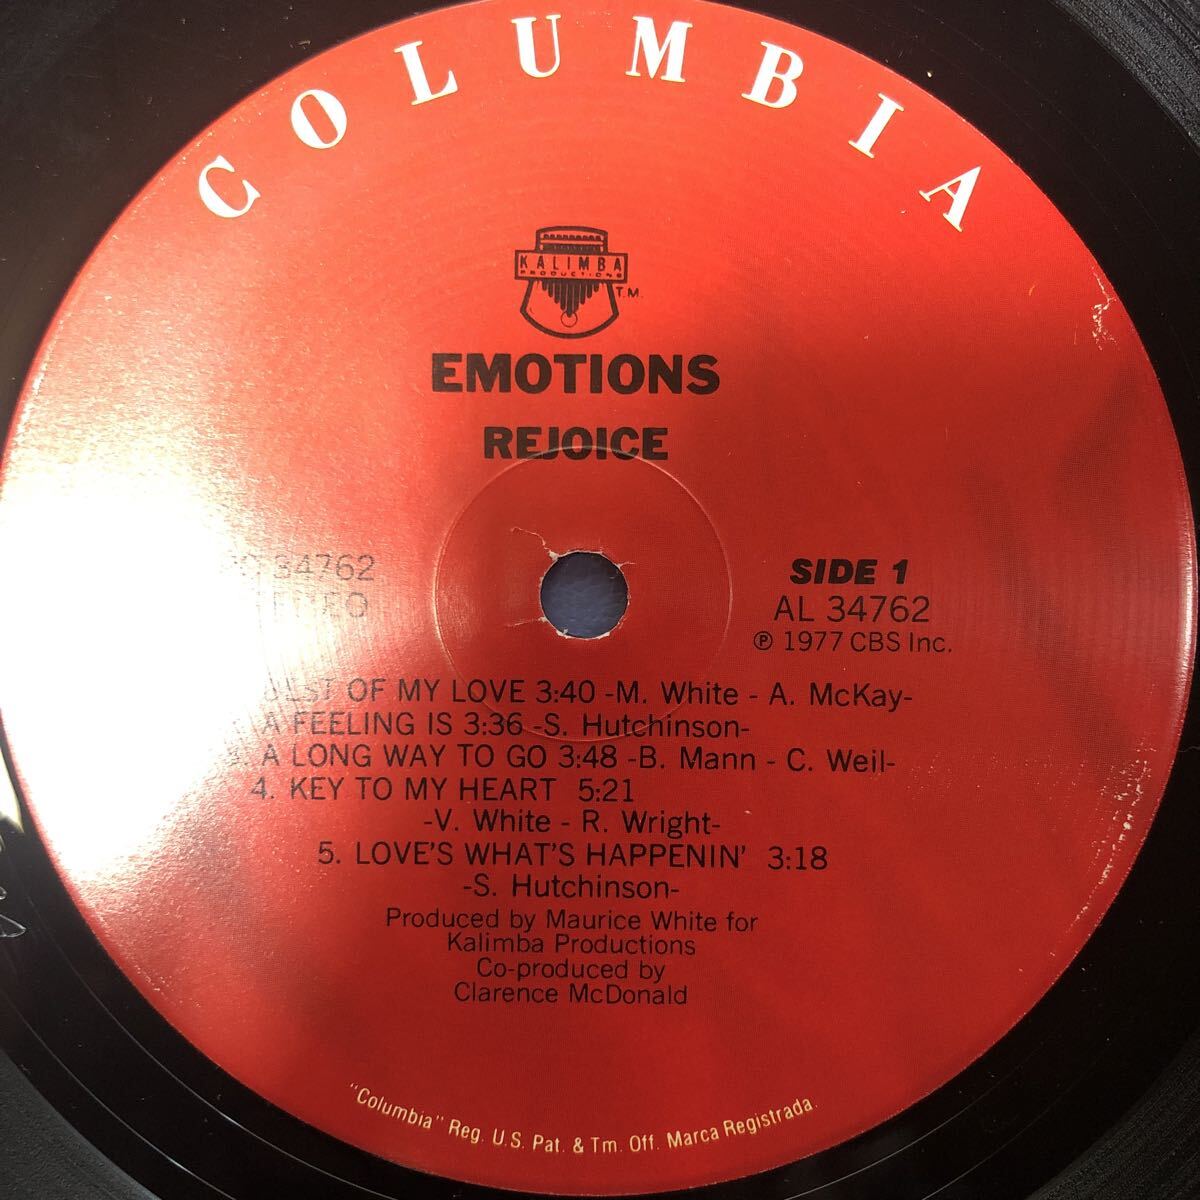 COLUMBIA
KALIMBA
PRODUCTIONS
T.M.
EMOTIONS
REJOICE
34762
SIDE 1
AL 34762
℗ 1977 CBS Inc.
OF MY LOVE 3:40 -M. White - A. McKay-
A FEELING IS 3:36 -S. Hutchinson-
A LONG WAY TO GO 3:48 -B. Mann - C. Weil-
4. KEY TO MY HEART 5:21
-V. White - R. Wright-
5. LOVE'S WHAT'S HAPPENIN' 3:18
-S. Hutchinson-
Produced by Maurice White for
Kalimba Productions
Co-produced by
Clarence McDonald
"Columbia" Reg. U.S. Pat. & Tm. Off. Marca Registrada.